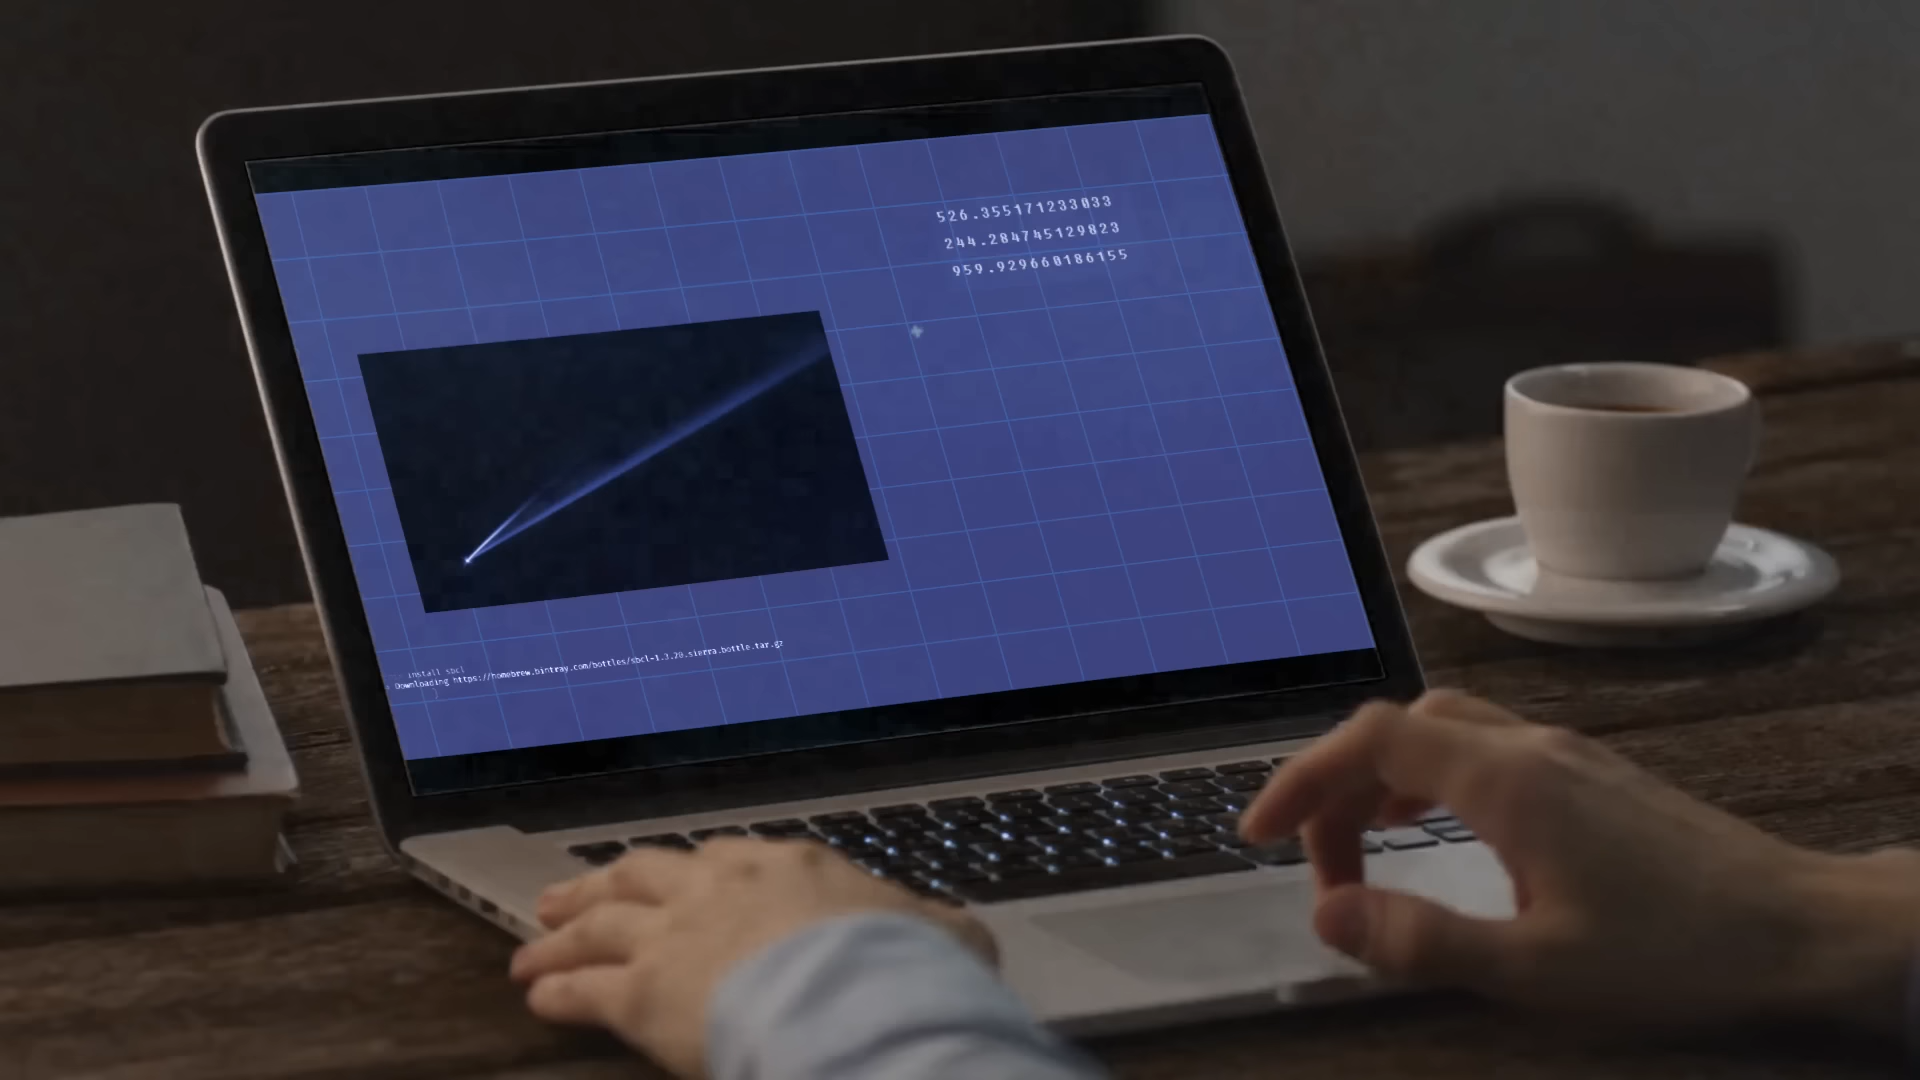 526.355171233033
244.284745129823
959.929660186155
install sbcl
Downloading https://homebrew.bintray.com/bottles/sbcl-1.3.20.sierra.bottle.tar.gz